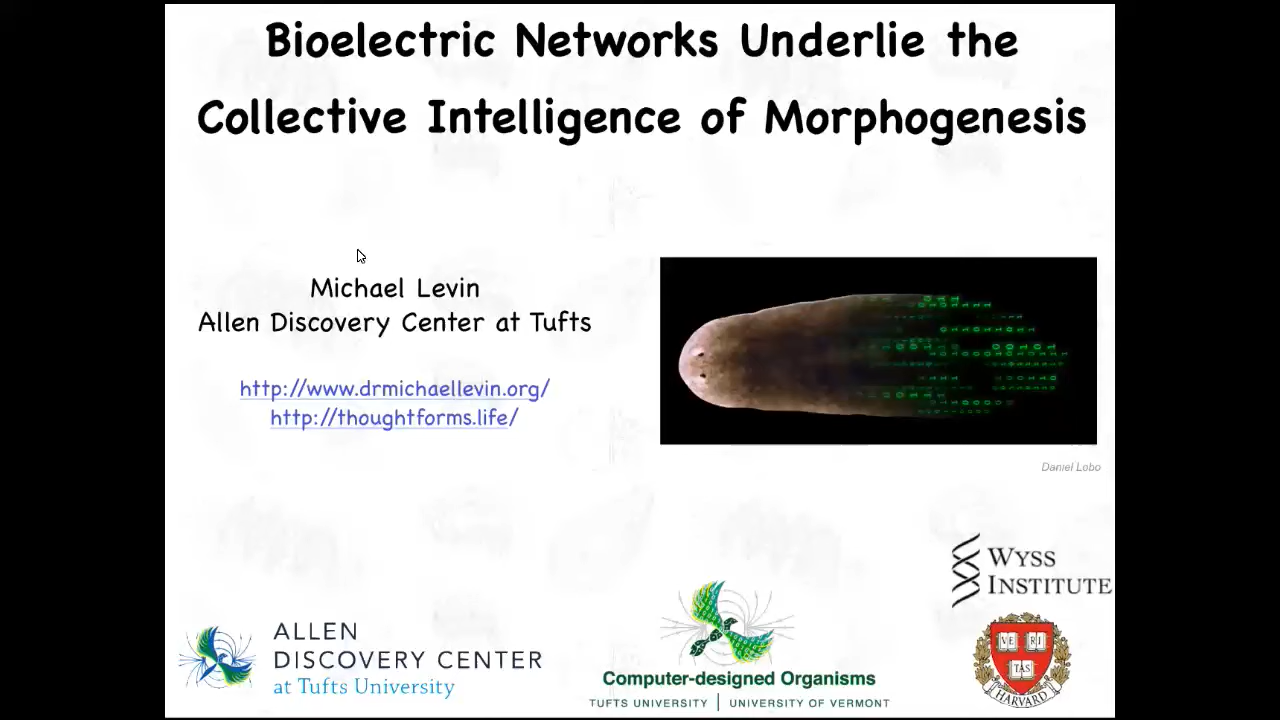 Bioelectric Networks Underlie the
Collective Intelligence of Morphogenesis
Michael Levin
Allen Discovery Center at Tufts
http://www.drmichaellevin.org/
http://thoughtforms.life/
Daniel Lobo
WYSS
INSTITUTE
ALLEN
DISCOVERY CENTER
at Tufts University
Computer-designed Organisms
TUFTS UNIVERSITY | UNIVERSITY OF VERMONT
VE RI
TAS
HARVARD